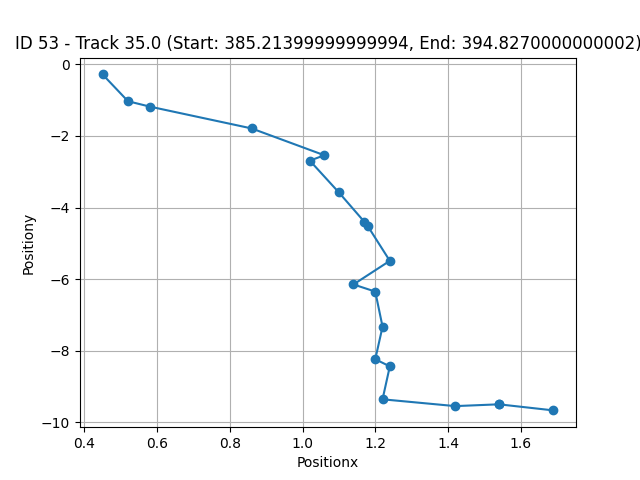 ID 53 - Track 35.0 (Start: 385.21399999999994, End: 394.8270000000002)
0
−2
−4
−6
−8
−10
Positiony
0.4 0.6 0.8 1.0 1.2 1.4 1.6
Positionx